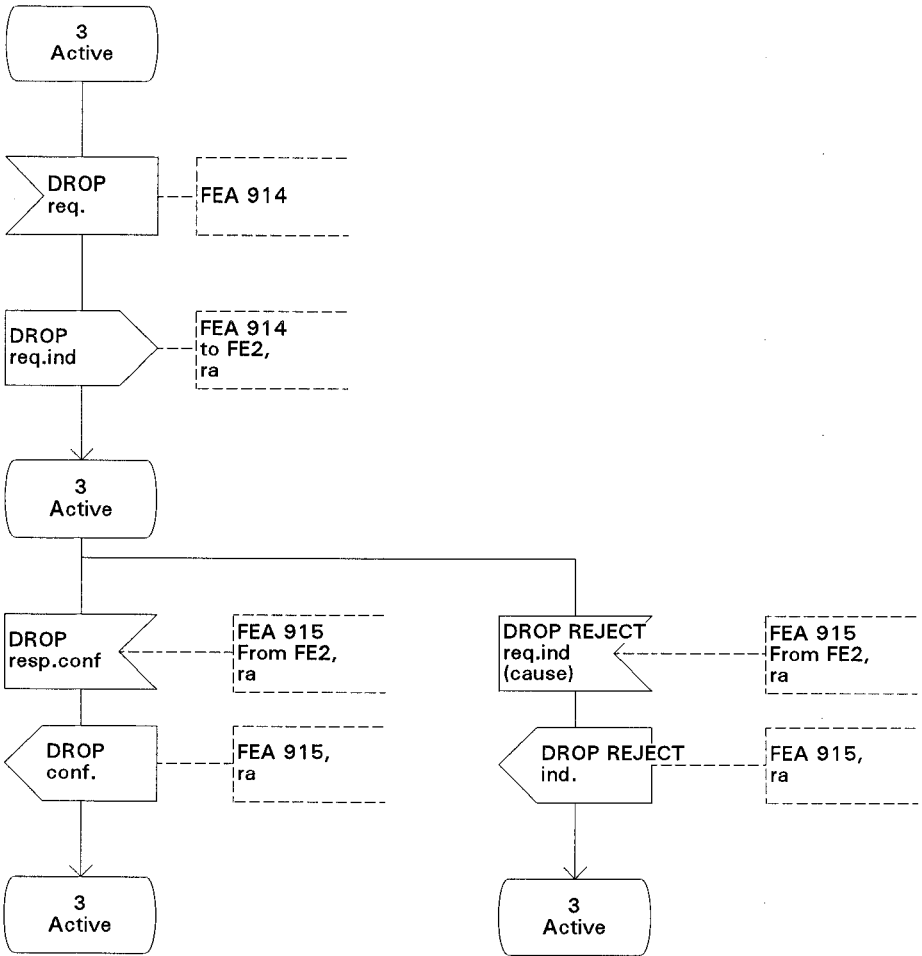 3
Active
DROP
req.
FEA 914
DROP
req.ind
FEA 914
to FE2,
ra
3
Active
DROP
resp.conf
FEA 915
From FE2,
ra
DROP REJECT
req.ind
(cause)
FEA 915
From FE2,
ra
DROP
conf.
FEA 915,
ra
DROP REJECT
ind.
FEA 915,
ra
3
Active
3
Active